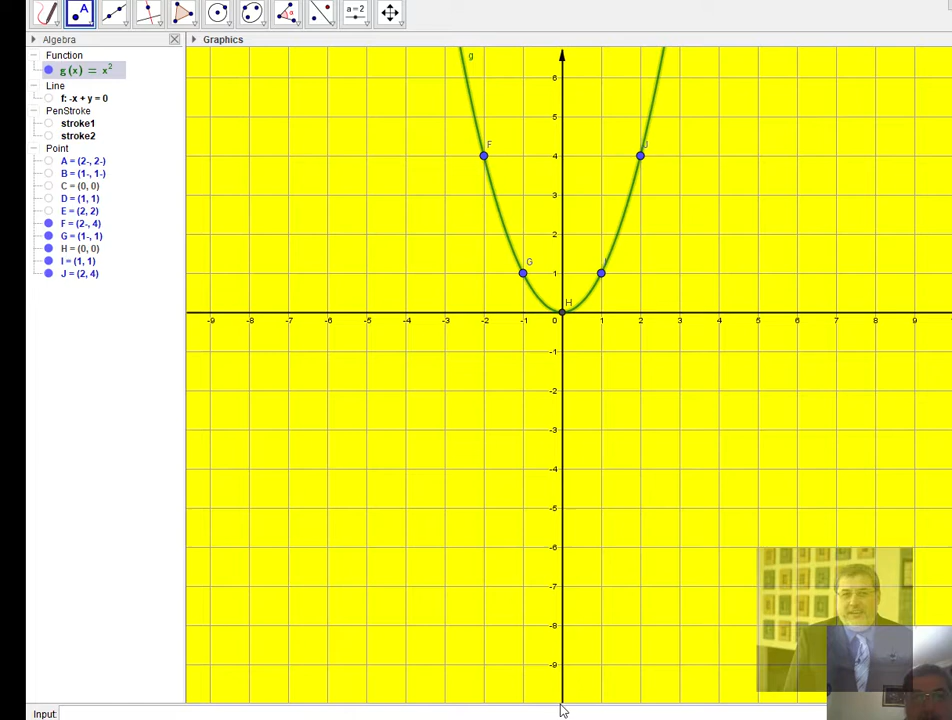 A
a = 2
Algebra
Graphics
Function
g(x) = x²
Line
f: -x + y = 0
PenStroke
stroke1
stroke2
Point
A = (2-, 2-)
B = (1-, 1-)
C = (0, 0)
D = (1, 1)
E = (2, 2)
F = (2-, 4)
G = (1-, 1)
H = (0, 0)
I = (1, 1)
J = (2, 4)
g
6
5
F
J
4
3
2
G
I
1
H
-9 -8 -7 -6 -5 -4 -3 -2 -1 0 1 2 3 4 5 6 7 8 9
-1
-2
-3
-4
-5
-6
-7
-8
-9
Input: